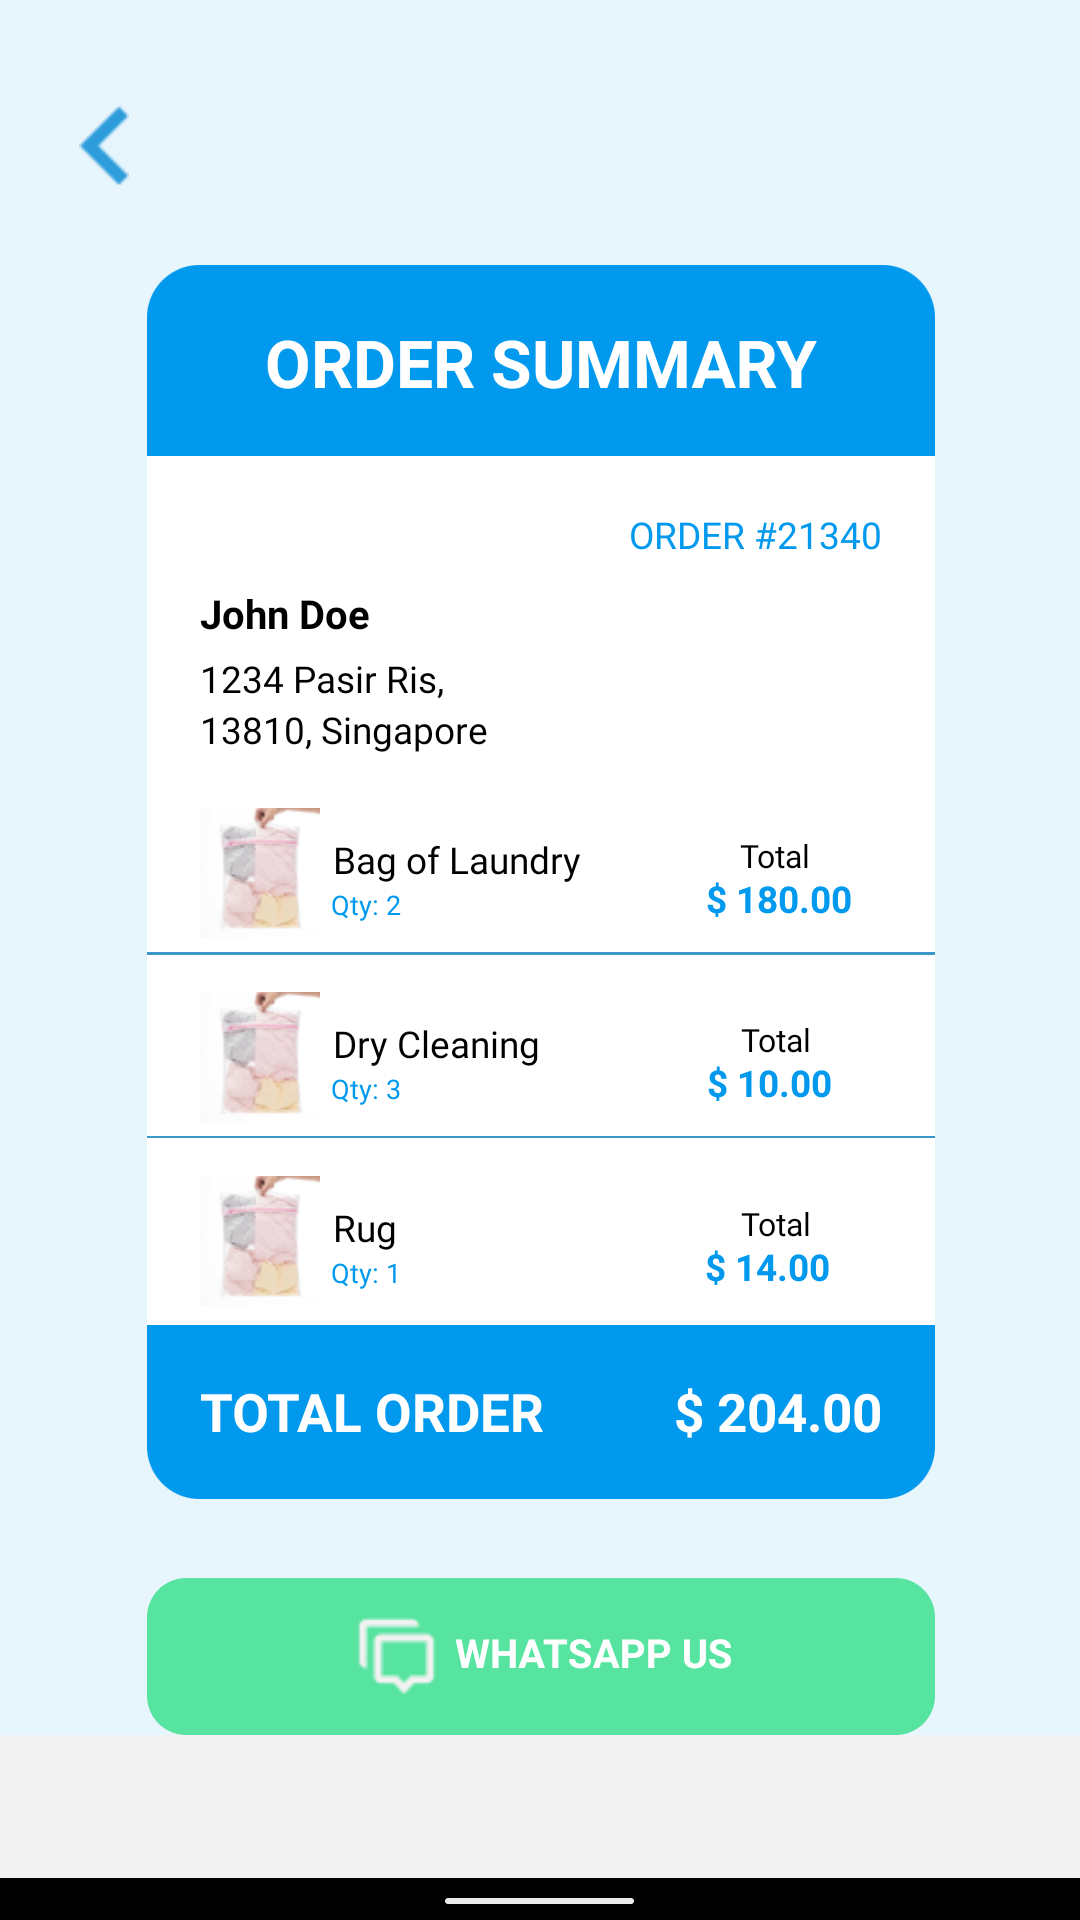 ORDER SUMMARY
ORDER #21340
John Doe
1234 Pasir Ris,
13810, Singapore
Bag of Laundry
Qty: 2
Total
$ 180.00
Dry Cleaning
Qty: 3
Total
$ 10.00
Rug
Qty: 1
Total
$ 14.00
TOTAL ORDER $ 204.00
WHATSAPP US